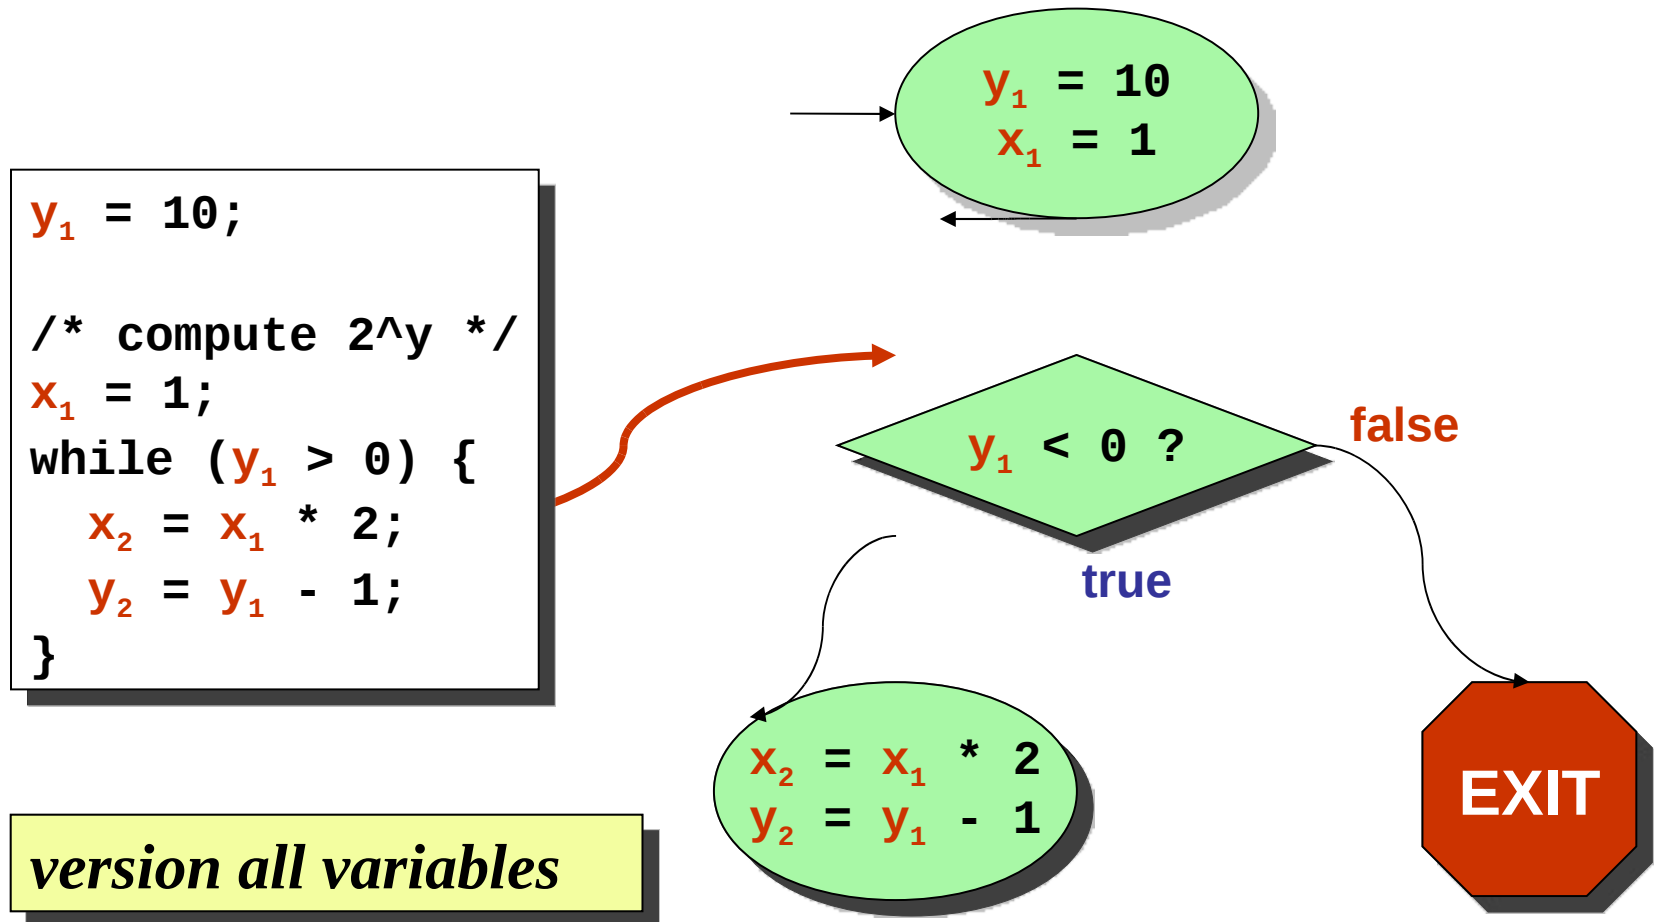 y₁ = 10;
/* compute 2^y */
x₁ = 1;
while (y₁ > 0) {
  x₂ = x₁ * 2;
  y₂ = y₁ - 1;
}
version all variables
y₁ = 10
x₁ = 1
y₁ < 0 ?
false
true
x₂ = x₁ * 2
y₂ = y₁ - 1
EXIT